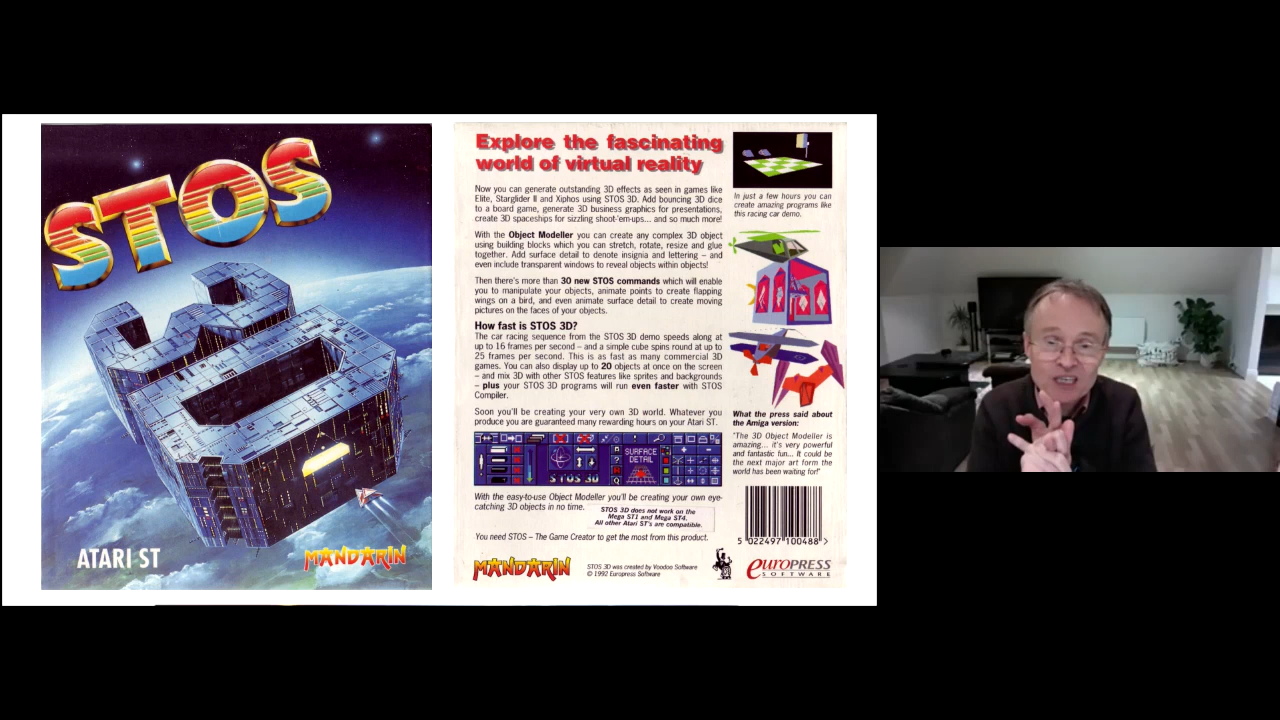 STOS
ATARI ST
MANDARIN
Explore the fascinating
world of virtual reality
Now you can generate outstanding 3D effects as seen in games like
Elite, Starglider II and Xiphos using STOS 3D. Add bouncing 3D dice
to a board game, generate 3D business graphics for presentations,
create 3D spaceships for sizzling shoot-'em-ups... and so much more!
With the Object Modeller you can create any complex 3D object
using building blocks which you can stretch, rotate, resize and glue
together. Add surface detail to denote insignia and lettering – and
even include transparent windows to reveal objects within objects!
Then there's more than 30 new STOS commands which will enable
you to manipulate your objects, animate points to create flapping
wings on a bird, and even animate surface detail to create moving
pictures on the faces of your objects.
How fast is STOS 3D?
The car racing sequence from the STOS 3D demo speeds along at
up to 16 frames per second – and a simple cube spins round at up to
25 frames per second. This is as fast as many commercial 3D
games. You can also display up to 20 objects at once on the screen
– and mix 3D with other STOS features like sprites and backgrounds
– plus your STOS 3D programs will run even faster with STOS
Compiler.
Soon you'll be creating your very own 3D world. Whatever you
produce you are guaranteed many rewarding hours on your Atari ST.
SURFACE
DETAIL
STOS 3D
With the easy-to-use Object Modeller you'll be creating your own eye-
catching 3D objects in no time.
STOS 3D does not work on the
Mega ST1 and Mega ST4.
All other Atari ST's are compatible.
You need STOS – The Game Creator to get the most from this product.
MANDARIN
STOS 3D was created by Voodoo Software
© 1992 Europress Software
In just a few hours you can
create amazing programs like
this racing car demo.
What the press said about
the Amiga version:
"The 3D Object Modeller is
amazing... it's very powerful
and fantastic fun... It could be
the next major art form the
world has been waiting for!"
5 022497 100488 >
europress
SOFTWARE